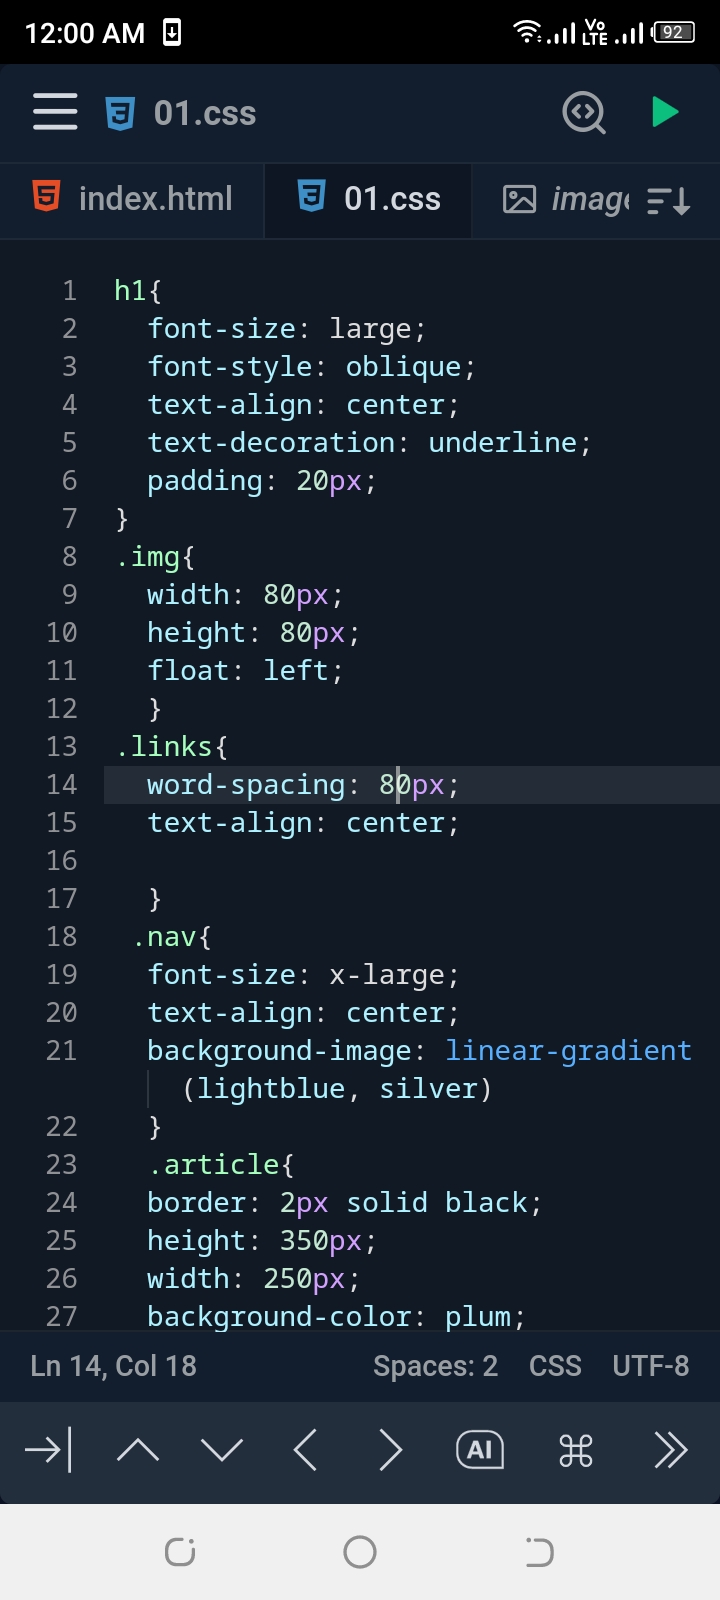 12:00 AM Vo LTE 92
01.css
index.html 01.css image
1 h1{
2 font-size: large;
3 font-style: oblique;
4 text-align: center;
5 text-decoration: underline;
6 padding: 20px;
7 }
8 .img{
9 width: 80px;
10 height: 80px;
11 float: left;
12 }
13 .links{
14 word-spacing: 80px;
15 text-align: center;
16
17 }
18 .nav{
19 font-size: x-large;
20 text-align: center;
21 background-image: linear-gradient
(lightblue, silver)
22 }
23 .article{
24 border: 2px solid black;
25 height: 350px;
26 width: 250px;
27 background-color: plum;
Ln 14, Col 18 Spaces: 2 CSS UTF-8
AI